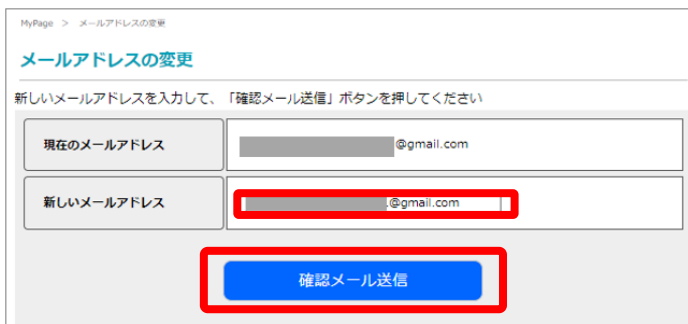 MyPage > メールアドレスの変更
メールアドレスの変更
新しいメールアドレスを入力して、「確認メール送信」ボタンを押してください
現在のメールアドレス @gmail.com
新しいメールアドレス .@gmail.com
確認メール送信